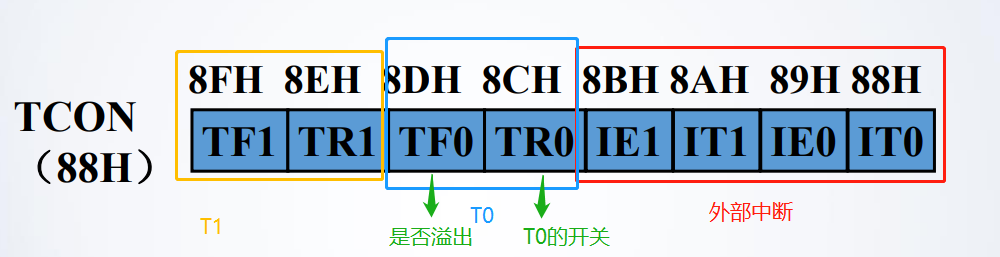 8FH 8EH 8DH 8CH 8BH 8AH 89H 88H
TCON
（88H）
TF1 TR1 TF0 TR0 IE1 IT1 IE0 IT0
T1
是否溢出
T0
T0的开关
外部中断